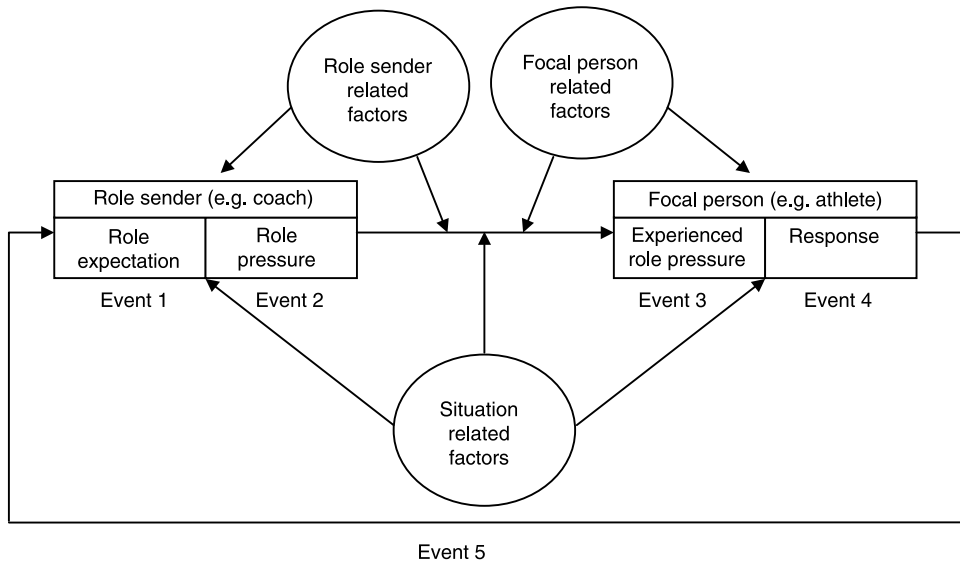 Role sender
related
factors
Focal person
related
factors
Role sender (e.g. coach)
Role
expectation
Role
pressure
Event 1
Event 2
Focal person (e.g. athlete)
Experienced
role pressure
Response
Event 3
Event 4
Situation
related
factors
Event 5